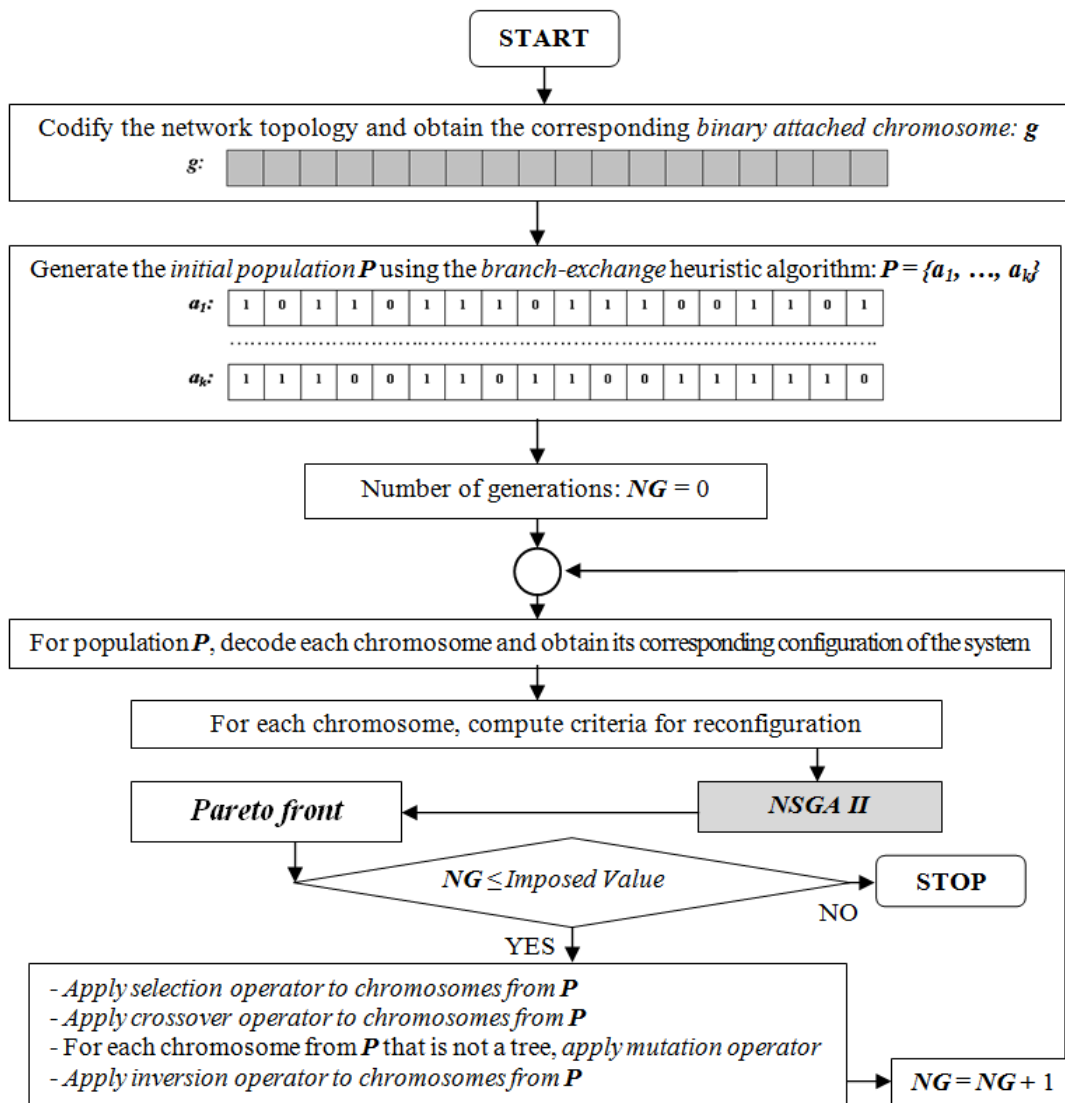 START
Codify the network topology and obtain the corresponding binary attached chromosome: g
g:
Generate the initial population P using the branch-exchange heuristic algorithm: P = {a1, …, ak}
a1: 1 0 1 1 0 1 1 1 0 1 1 1 0 0 1 1 0 1
……………………………………………………………………
ak: 1 1 1 0 0 1 1 0 1 1 0 0 1 1 1 1 1 0
Number of generations: NG = 0
For population P, decode each chromosome and obtain its corresponding configuration of the system
For each chromosome, compute criteria for reconfiguration
Pareto front
NSGA II
NG ≤ Imposed Value
STOP
NO
YES
- Apply selection operator to chromosomes from P
- Apply crossover operator to chromosomes from P
- For each chromosome from P that is not a tree, apply mutation operator
- Apply inversion operator to chromosomes from P
NG = NG + 1